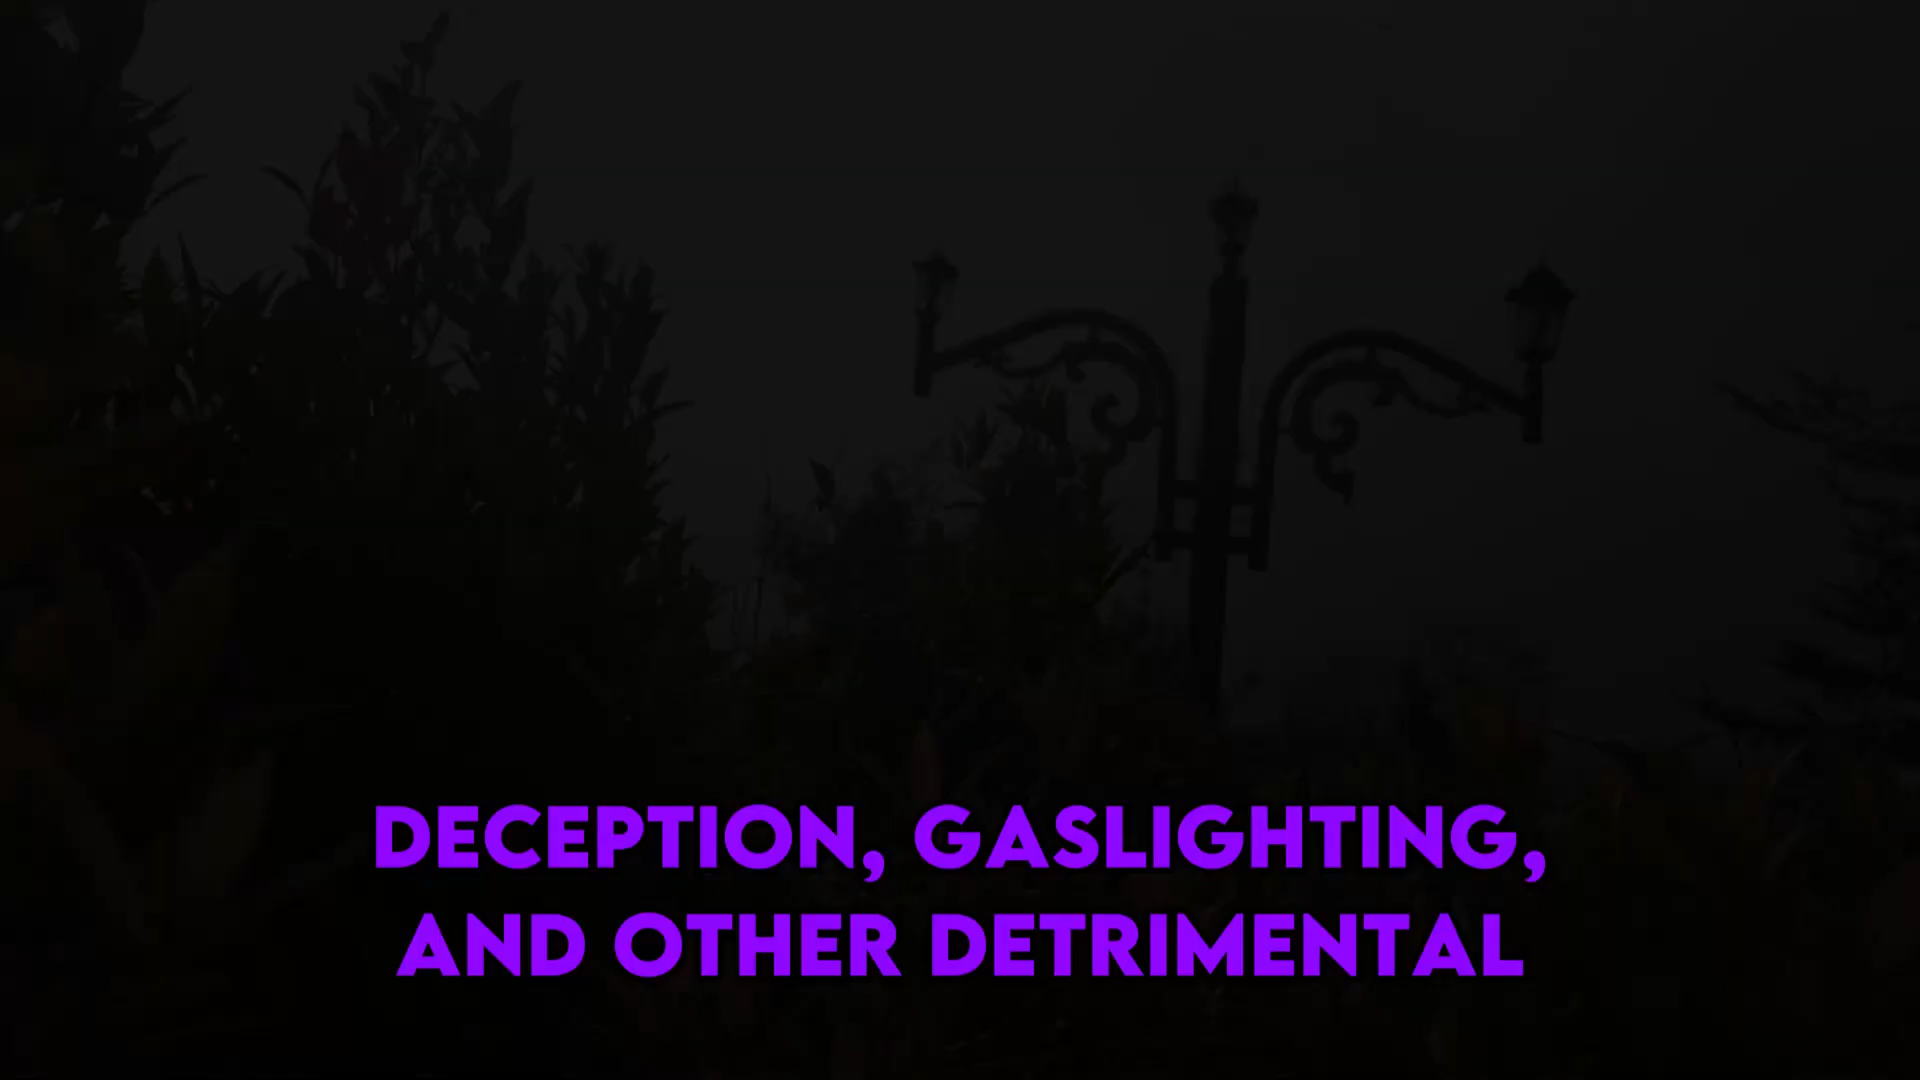 DECEPTION, GASLIGHTING,
AND OTHER DETRIMENTAL